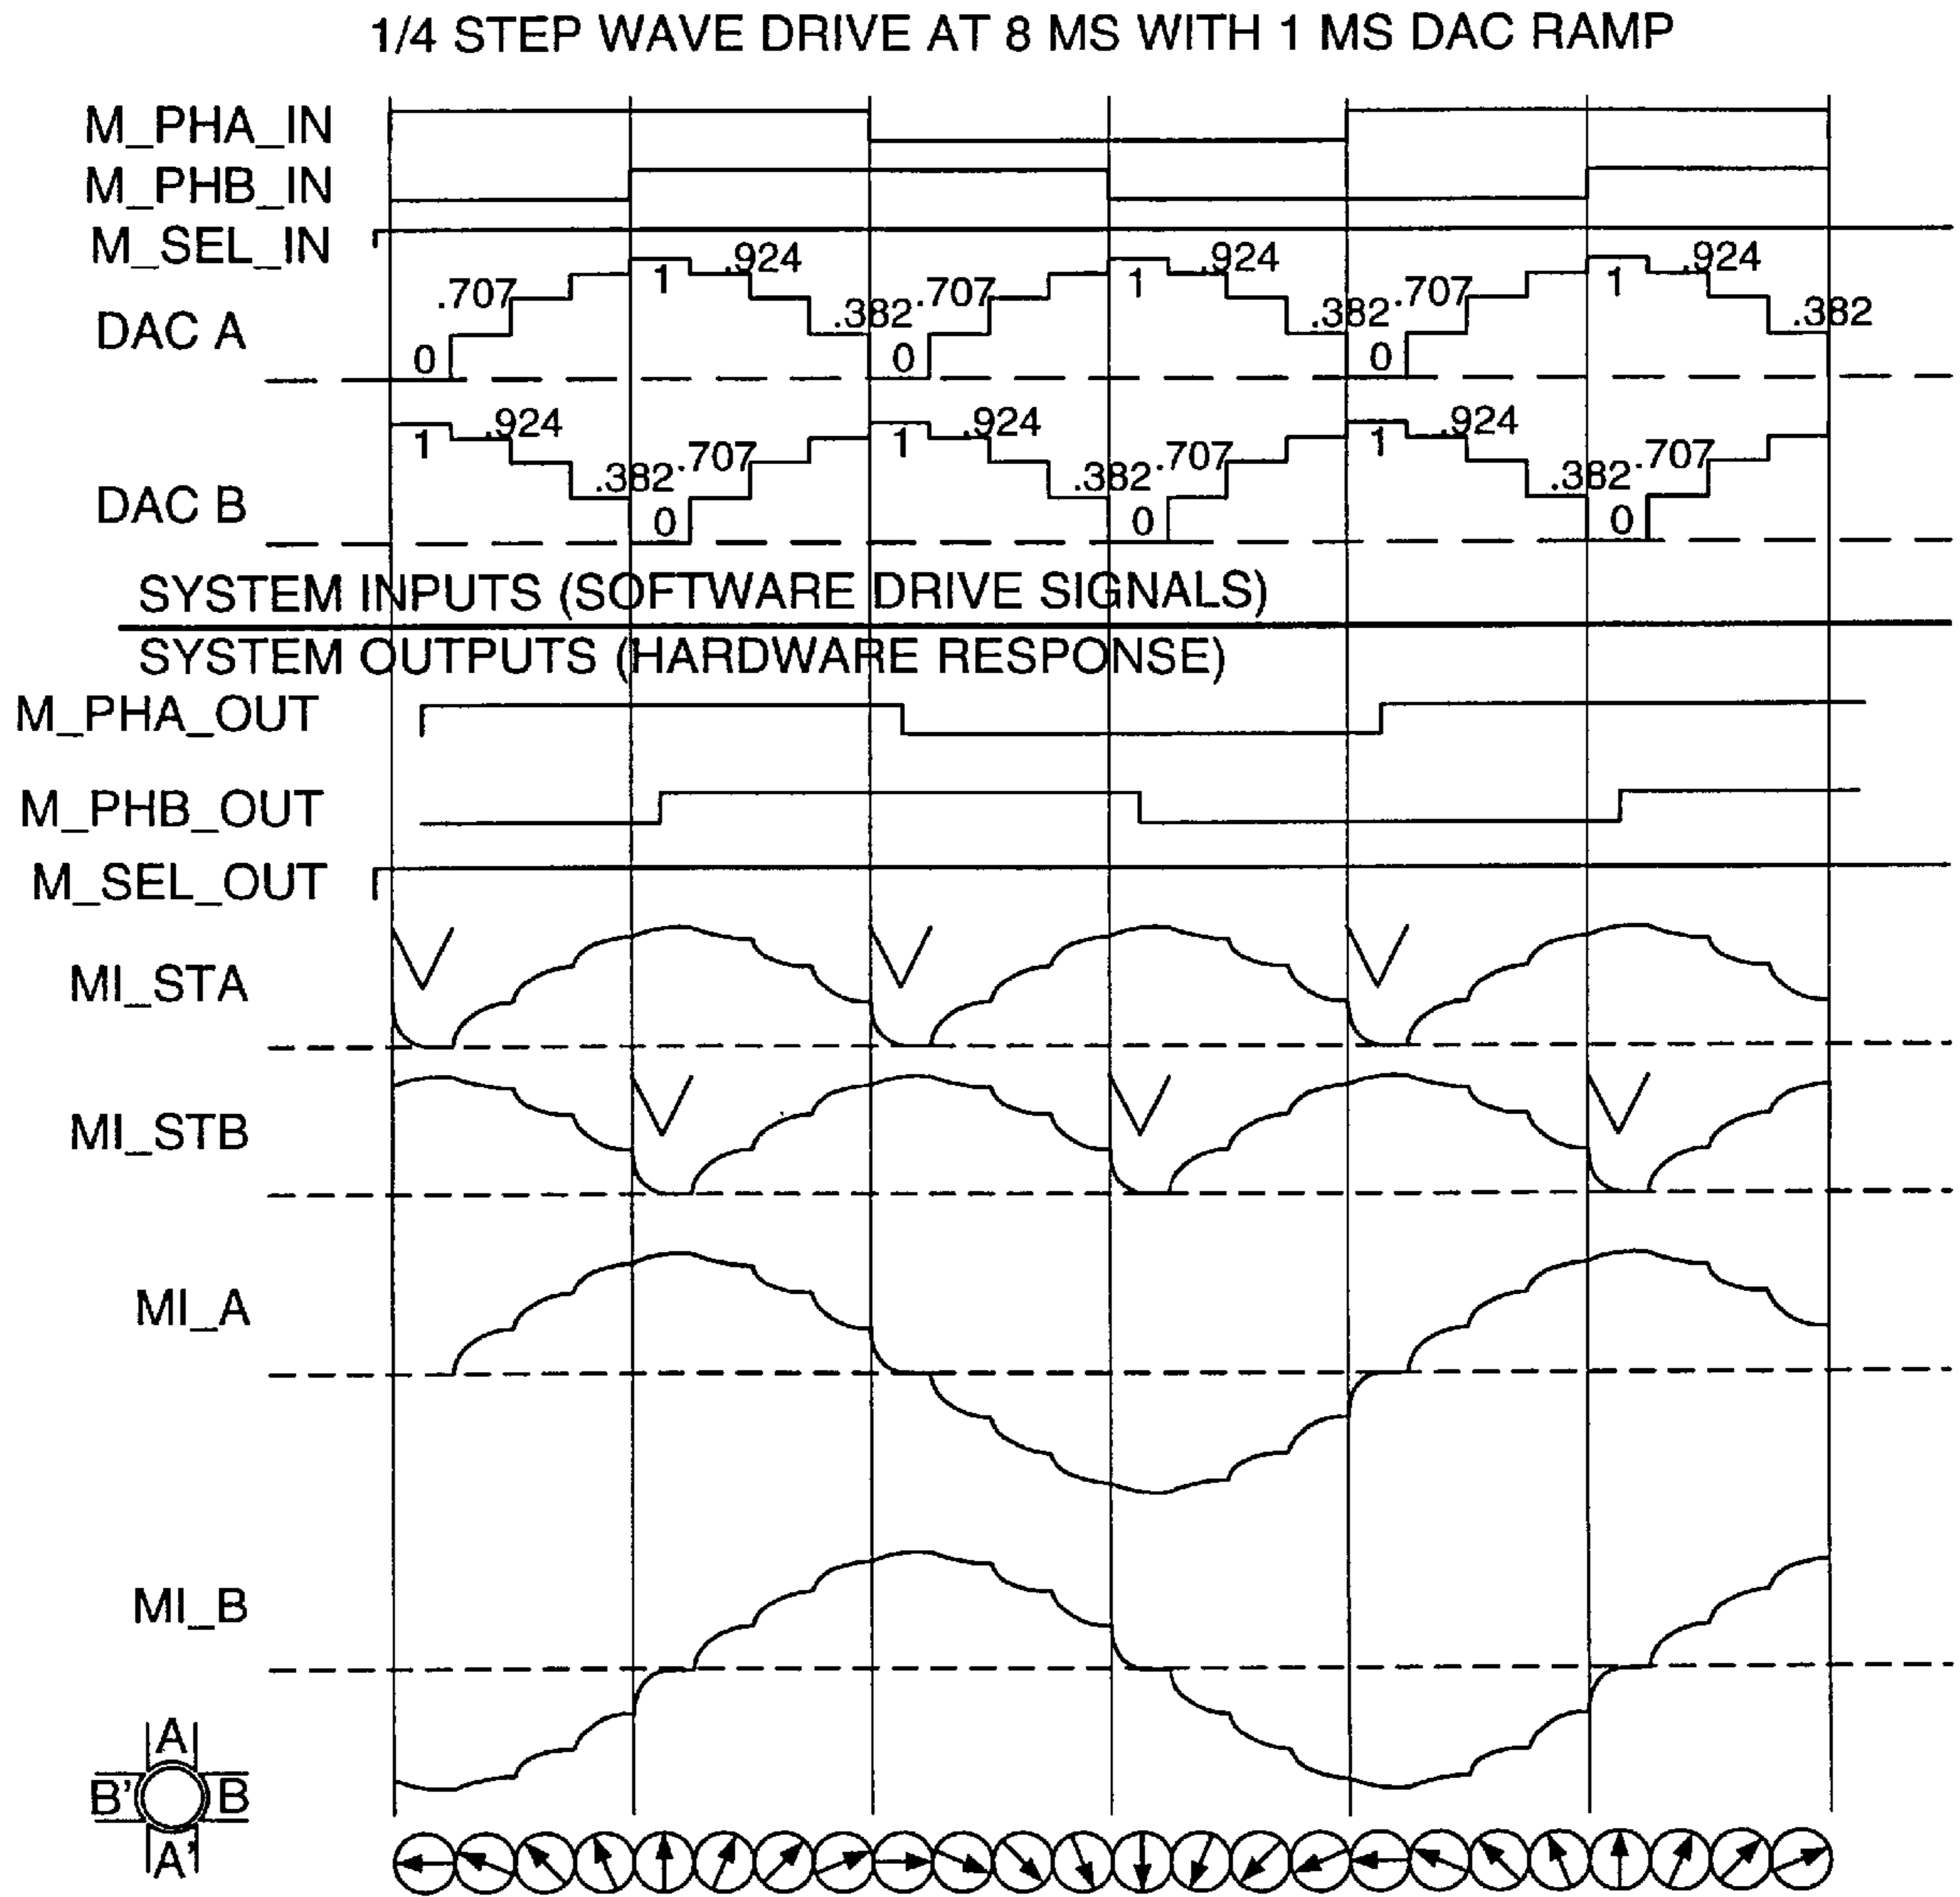 1/4 STEP WAVE DRIVE AT 8 MS WITH 1 MS DAC RAMP
M_PHA_IN
M_PHB_IN
M_SEL_IN
DAC A
0 .707 1 .924 .382 0 .707 1 .924 .382 0 .707 1 .924 .382
DAC B
1 .924 .382 0 .707 1 .924 .382 0 .707 1 .924 .382 0 .707
SYSTEM INPUTS (SOFTWARE DRIVE SIGNALS)
SYSTEM OUTPUTS (HARDWARE RESPONSE)
M_PHA_OUT
M_PHB_OUT
M_SEL_OUT
MI_STA
MI_STB
MI_A
MI_B
A
B' B
A'